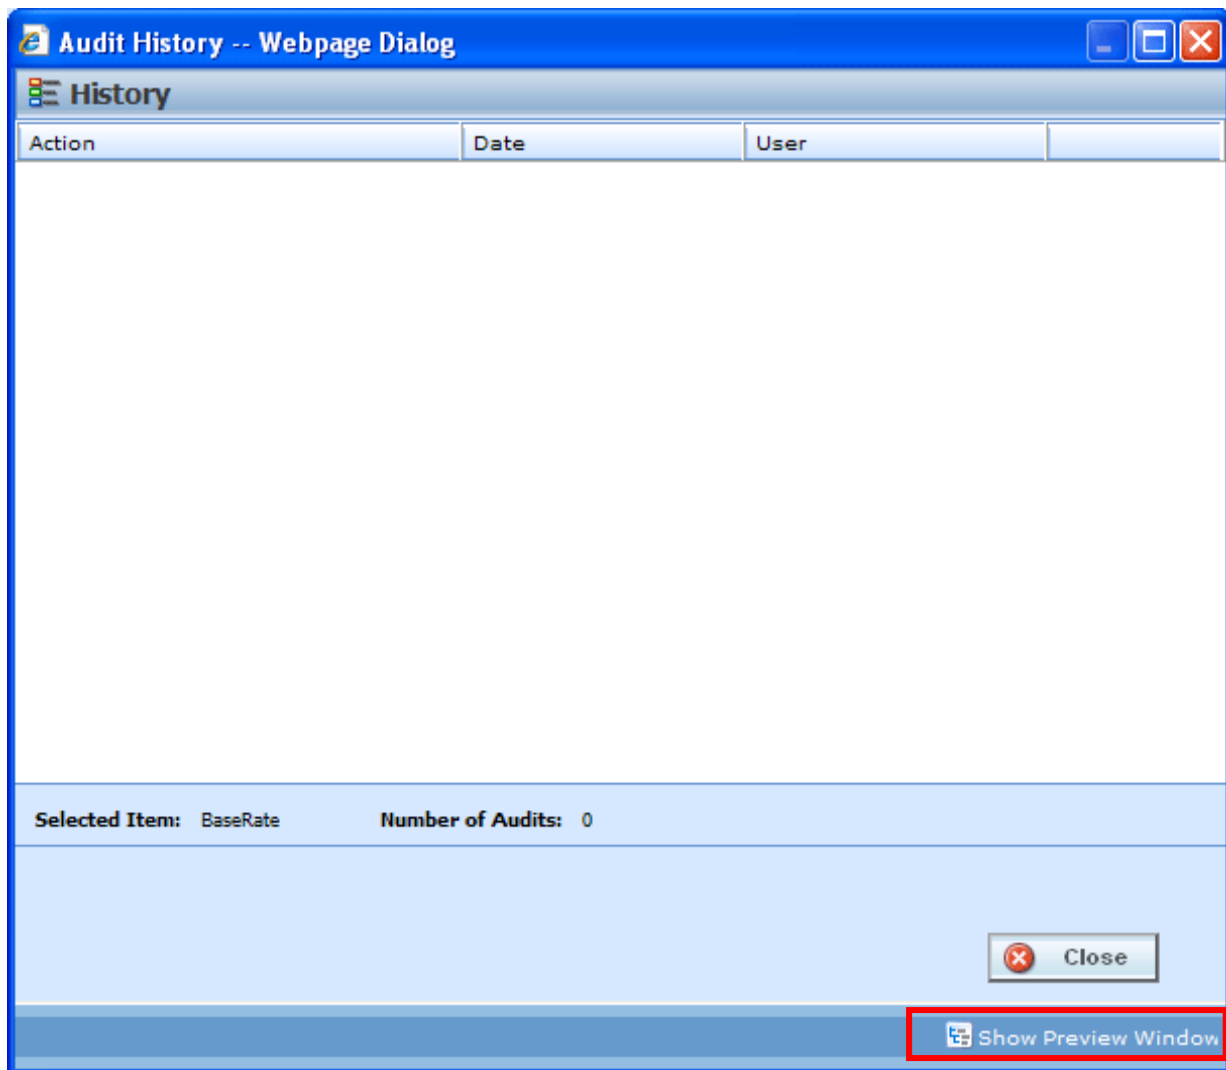 Audit History -- Webpage Dialog
History
Action Date User
Selected Item: BaseRate Number of Audits: 0
Close
Show Preview Window